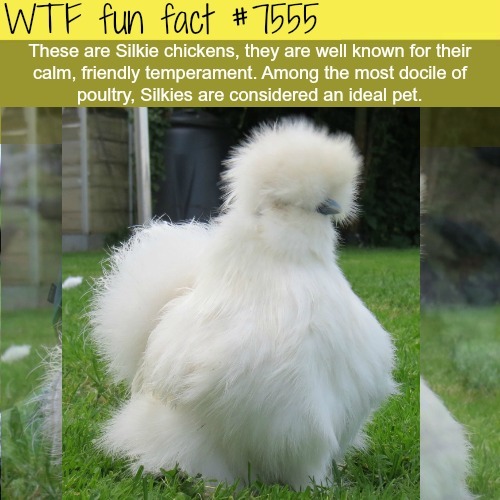 WTF fun fact #7555
These are Silkie chickens, they are well known for their
calm, friendly temperament. Among the most docile of
poultry, Silkies are considered an ideal pet.